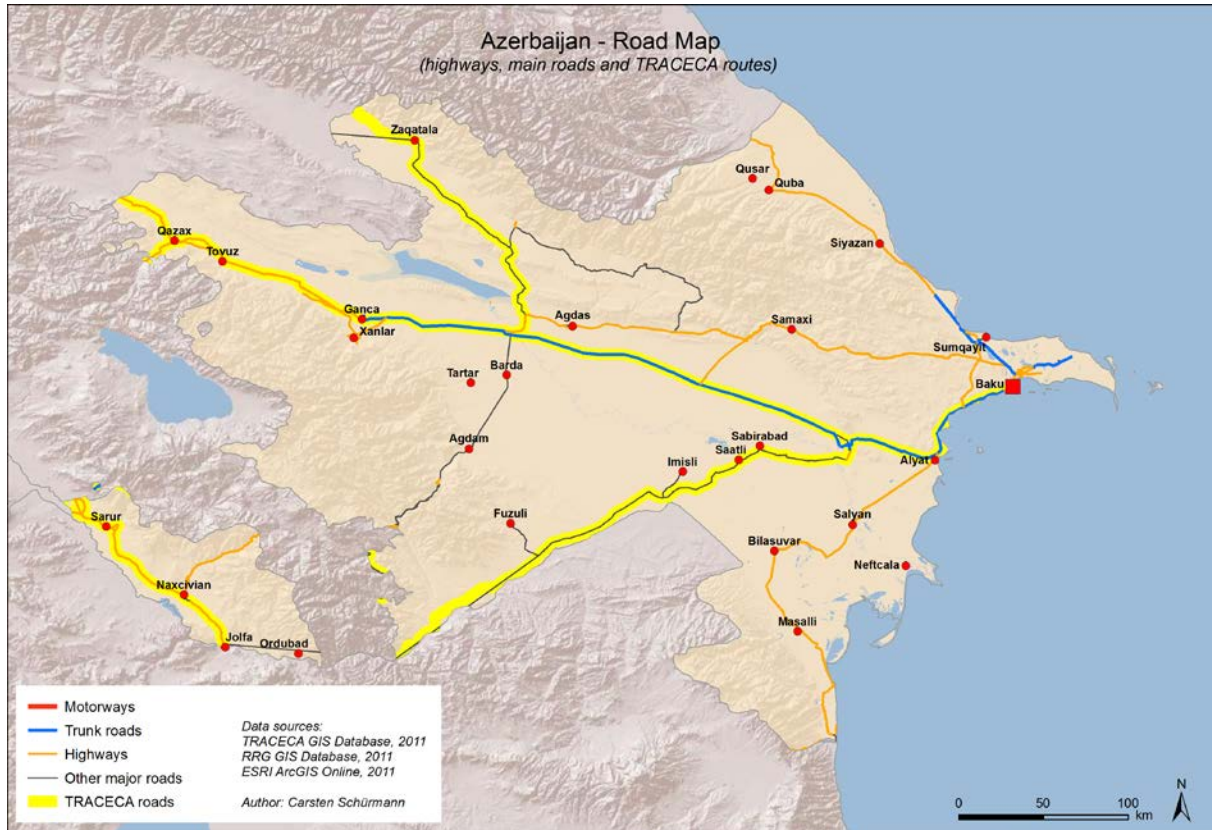 Azerbaijan - Road Map
(highways, main roads and TRACECA routes)
Zaqatala
Qusar
Quba
Qazax
Tovuz
Siyazan
Ganca
Xanlar
Agdas
Samaxi
Sumqayit
Tartar
Barda
Baku
Agdam
Sabirabad
Saatli
Imisli
Alyat
Fuzuli
Salyan
Sarur
Bilasuvar
Neftcala
Naxcivian
Masalli
Jolfa
Ordubad
Motorways
Trunk roads
Highways
Other major roads
TRACECA roads
Data sources:
TRACECA GIS Database, 2011
RRG GIS Database, 2011
ESRI ArcGIS Online, 2011
Author: Carsten Schürmann
0 50 100
km
N